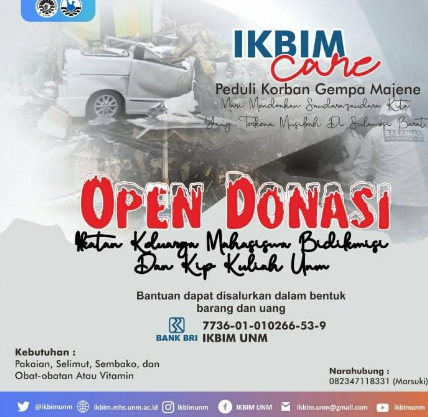 IKBIM
Care
Peduli Korban Gempa Majene
Mari Mendoakan Saudara-saudara Kita
Yang Terkena Musibah Di Sulawesi Barat
BASARNAS
OPEN DONASI
Ikatan Keluarga Mahasiswa Bidikmisi
Dan Kip Kuliah Unm
Bantuan dapat disalurkan dalam bentuk
barang dan uang
7736-01-010266-53-9
BANK BRI IKBIM UNM
Kebutuhan :
Pakaian, Selimut, Sembako, dan
Obat-obatan Atau Vitamin
Narahubung :
082347118331 (Marsuki)
@ikbimunm ikbim.mhs.unm.ac.id @ikbimunm IKBIM UNM ikbim.unm@gmail.com ikbimunm